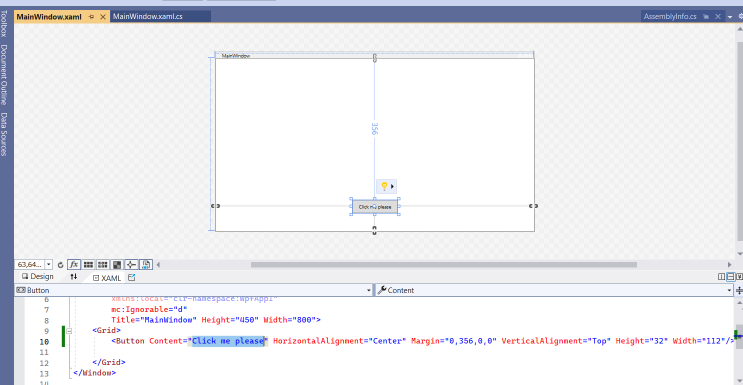 MainWindow.xaml
MainWindow.xaml.cs
AssemblyInfo.cs
Toolbox
Document Outline
Data Sources
MainWindow
356
Click me please
63,64...
fx
Design
XAML
Button
Content
6 xmlns:local="clr-namespace:WpfApp1"
7 mc:Ignorable="d"
8 Title="MainWindow" Height="450" Width="800">
9 <Grid>
10 <Button Content="Click me please" HorizontalAlignment="Center" Margin="0,356,0,0" VerticalAlignment="Top" Height="32" Width="112"/>
11
12 </Grid>
13 </Window>
14